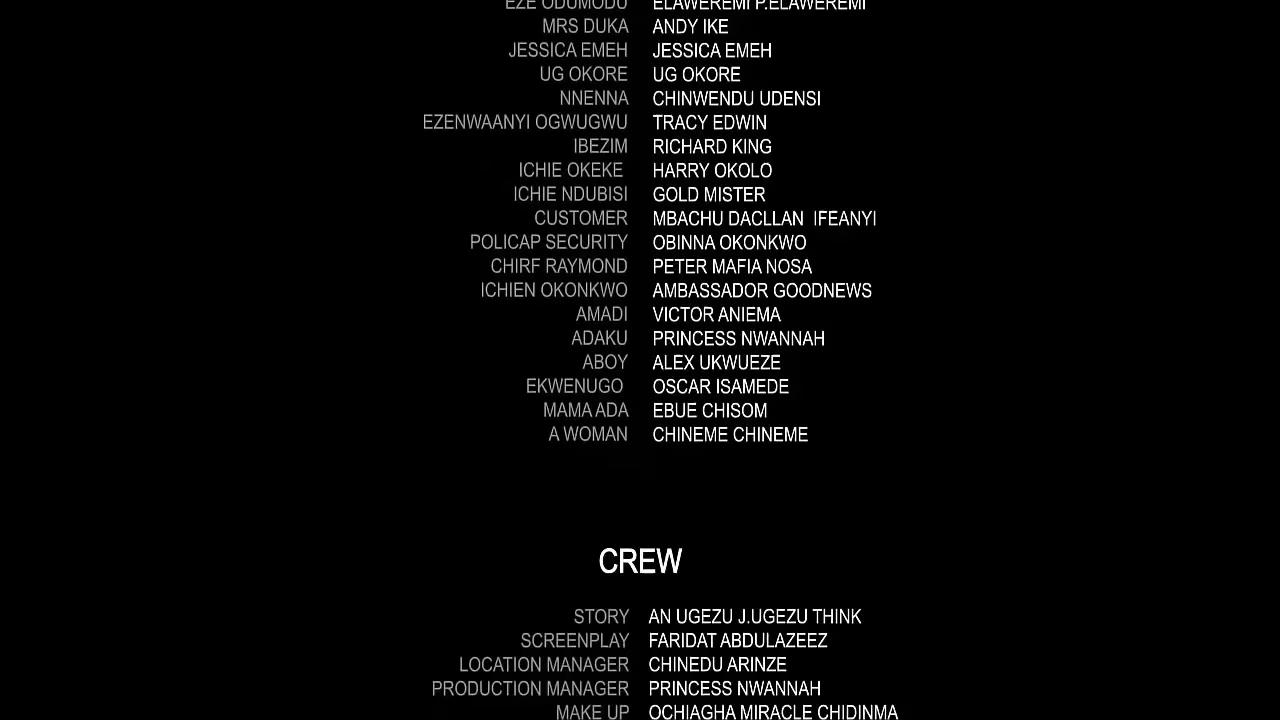 EZE ODUMODU ELAWEREMI P.ELAWEREMI
MRS DUKA ANDY IKE
JESSICA EMEH JESSICA EMEH
UG OKORE UG OKORE
NNENNA CHINWENDU UDENSI
EZENWAANYI OGWUGWU TRACY EDWIN
IBEZIM RICHARD KING
ICHIE OKEKE HARRY OKOLO
ICHIE NDUBISI GOLD MISTER
CUSTOMER MBACHU DACLLAN IFEANYI
POLICAP SECURITY OBINNA OKONKWO
CHIRF RAYMOND PETER MAFIA NOSA
ICHIEN OKONKWO AMBASSADOR GOODNEWS
AMADI VICTOR ANIEMA
ADAKU PRINCESS NWANNAH
ABOY ALEX UKWUEZE
EKWENUGO OSCAR ISAMEDE
MAMA ADA EBUE CHISOM
A WOMAN CHINEME CHINEME
CREW
STORY AN UGEZU J.UGEZU THINK
SCREENPLAY FARIDAT ABDULAZEEZ
LOCATION MANAGER CHINEDU ARINZE
PRODUCTION MANAGER PRINCESS NWANNAH
MAKE UP OCHIAGHA MIRACLE CHIDINMA